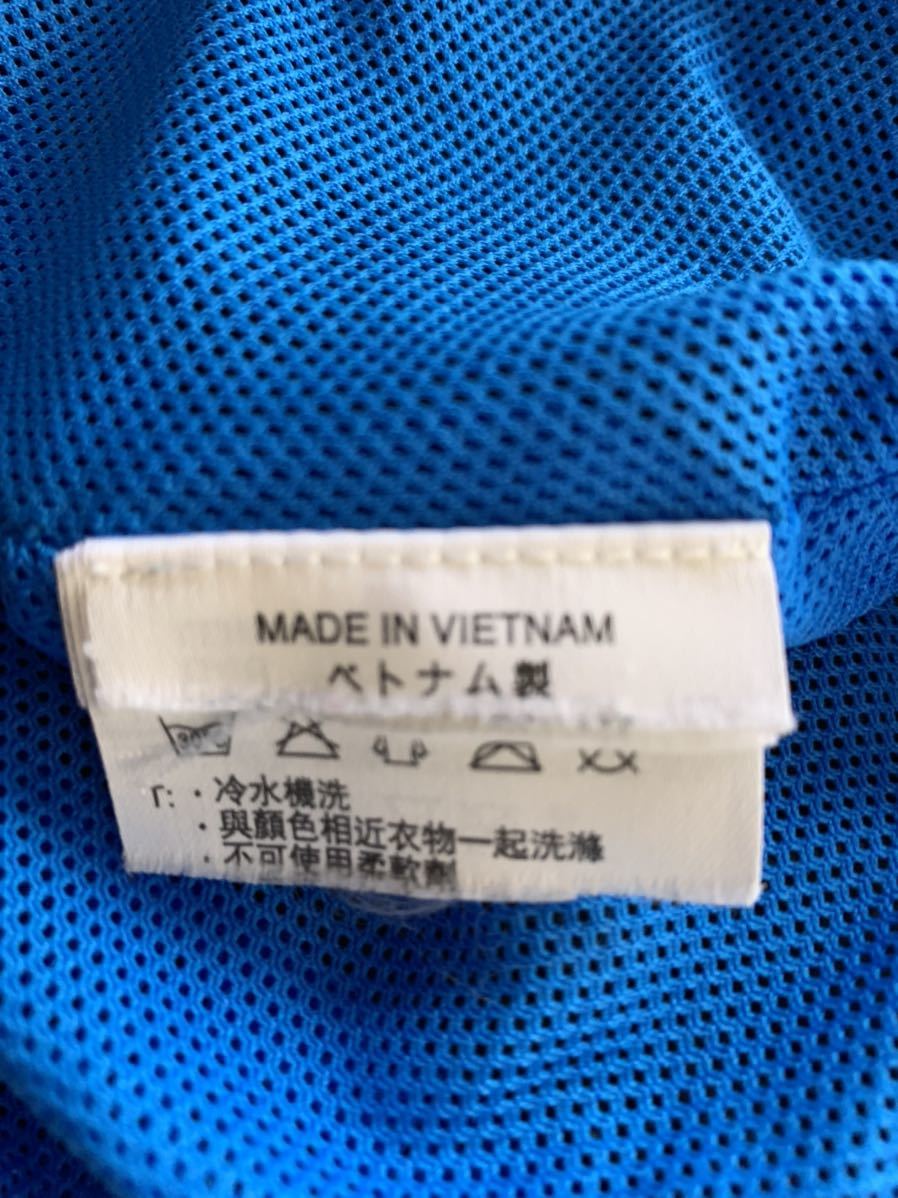 MADE IN VIETNAM
ベトナム製
30°C
r: · 冷水機洗
· 與顏色相近衣物一起洗滌
· 不可使用柔軟劑